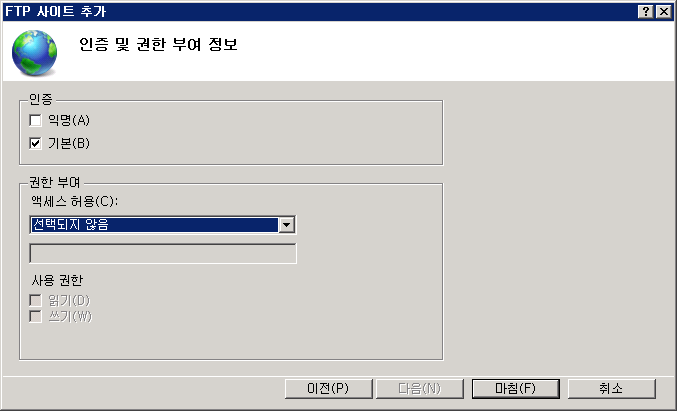 FTP 사이트 추가
인증 및 권한 부여 정보
인증
익명(A)
기본(B)
권한 부여
액세스 허용(C):
선택되지 않음
사용 권한
읽기(D)
쓰기(W)
이전(P) 다음(N) 마침(F) 취소